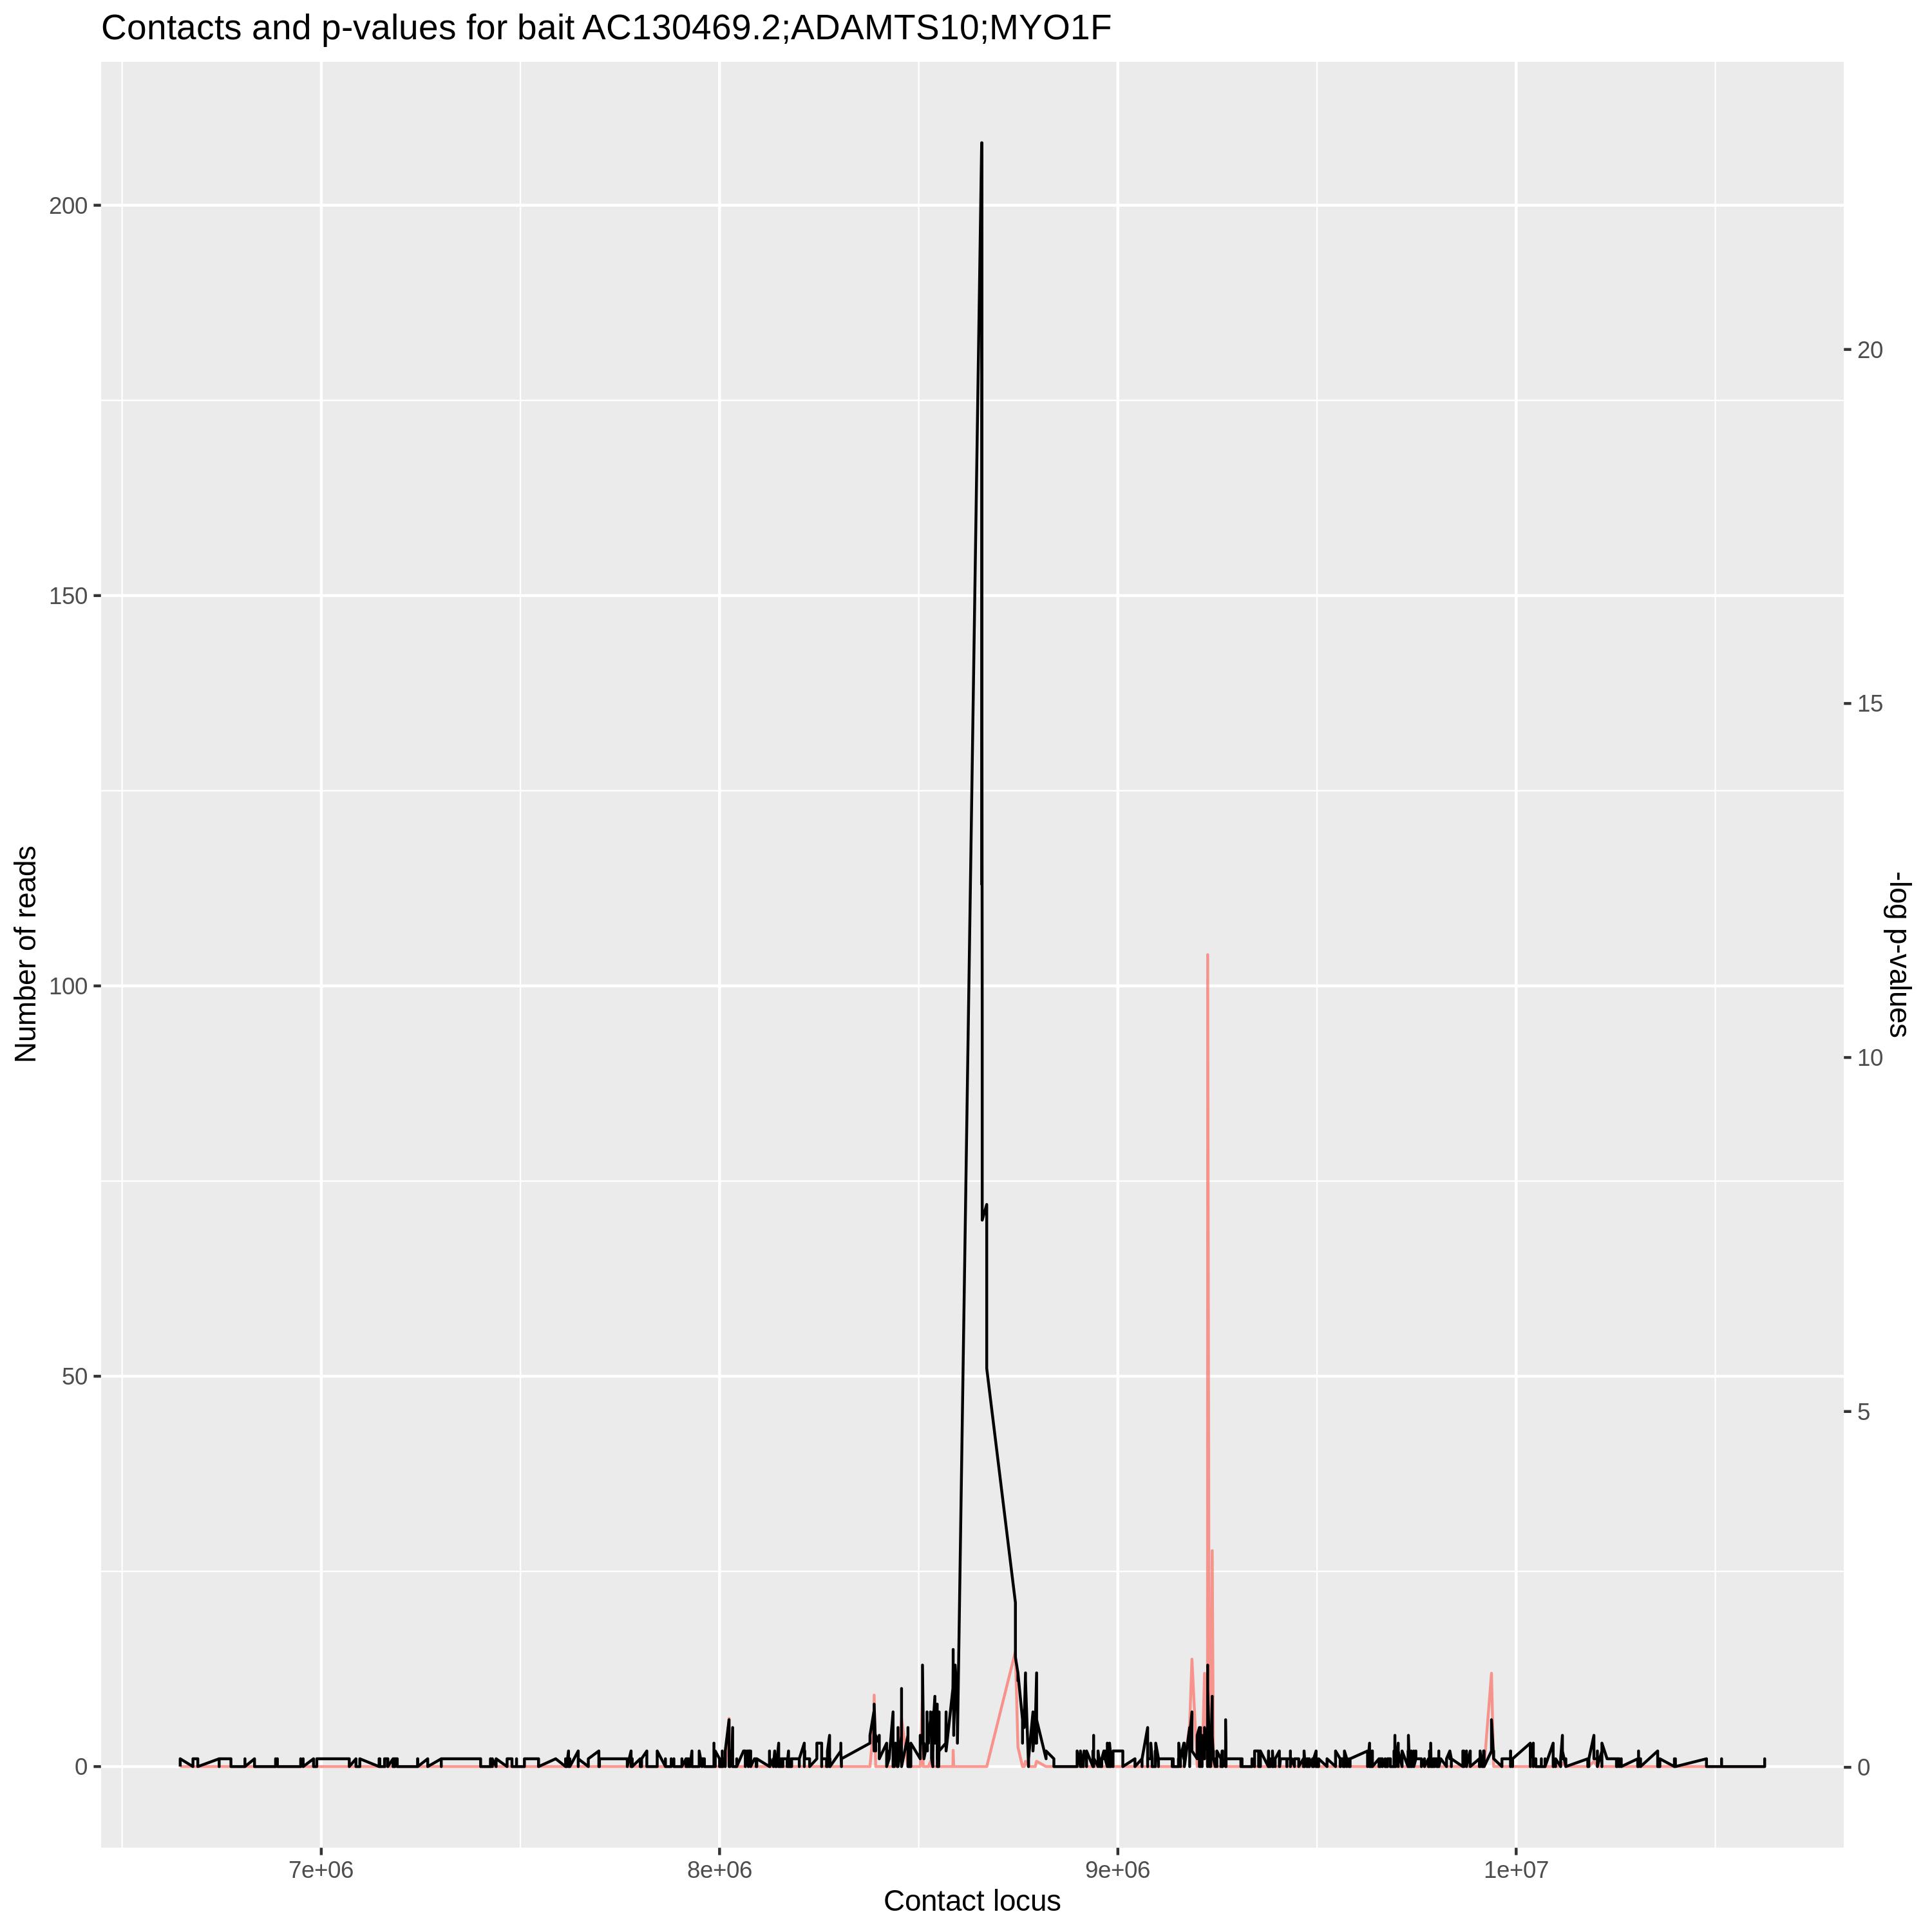 Contacts and p-values for bait AC130469.2;ADAMTS10;MYO1F
200
150
100
50
0
Number of reads
20
15
10
5
0
-log p-values
7e+06
8e+06
9e+06
1e+07
Contact locus